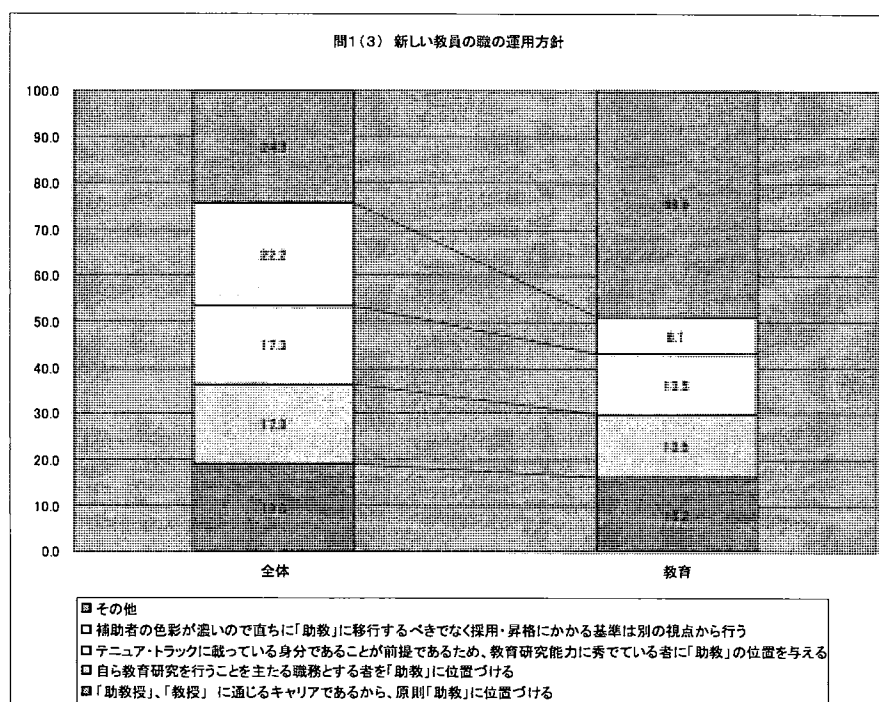 問1(3) 新しい教員の職の運用方針
100.0
90.0
80.0
70.0
60.0
50.0
40.0
30.0
20.0
10.0
0.0
24.3
22.2
17.3
17.3
8.1
13.5
13.5
16.2
全体
教育
その他
補助者の色彩が濃いので直ちに「助教」に移行するべきでなく採用・昇格にかかる基準は別の視点から行う
テニュア・トラックに載っている身分であることが前提であるため、教育研究能力に秀でている者に「助教」の位置を与える
自ら教育研究を行うことを主たる職務とする者を「助教」に位置づける
「助教授」、「教授」 に通じるキャリアであるから、原則「助教」に位置づける